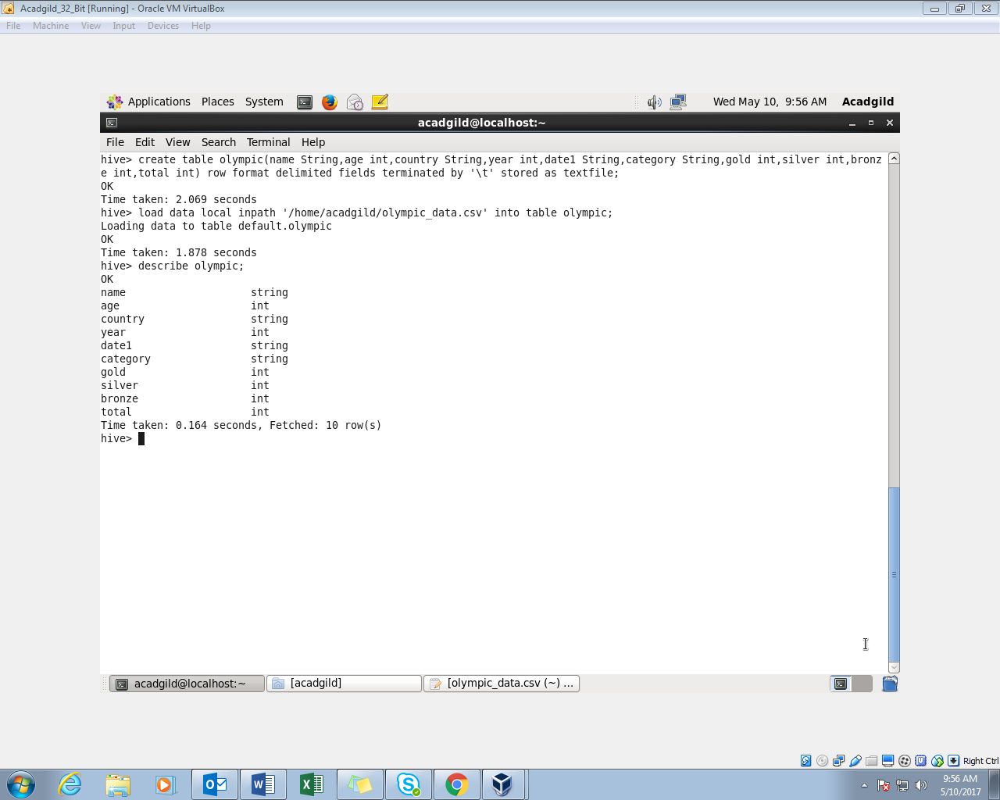 Acadgild_32_Bit [Running] - Oracle VM VirtualBox
File Machine View Input Devices Help
Applications Places System Wed May 10, 9:56 AM Acadgild
acadgild@localhost:~
File Edit View Search Terminal Help
hive> create table olympic(name String,age int,country String,year int,date1 String,category String,gold int,silver int,bronz
e int,total int) row format delimited fields terminated by '\t' stored as textfile;
OK
Time taken: 2.069 seconds
hive> load data local inpath '/home/acadgild/olympic_data.csv' into table olympic;
Loading data to table default.olympic
OK
Time taken: 1.878 seconds
hive> describe olympic;
OK
name string
age int
country string
year int
date1 string
category string
gold int
silver int
bronze int
total int
Time taken: 0.164 seconds, Fetched: 10 row(s)
hive>
acadgild@localhost:~ [acadgild] [olympic_data.csv (~) ...
Right Ctrl
9:56 AM
5/10/2017